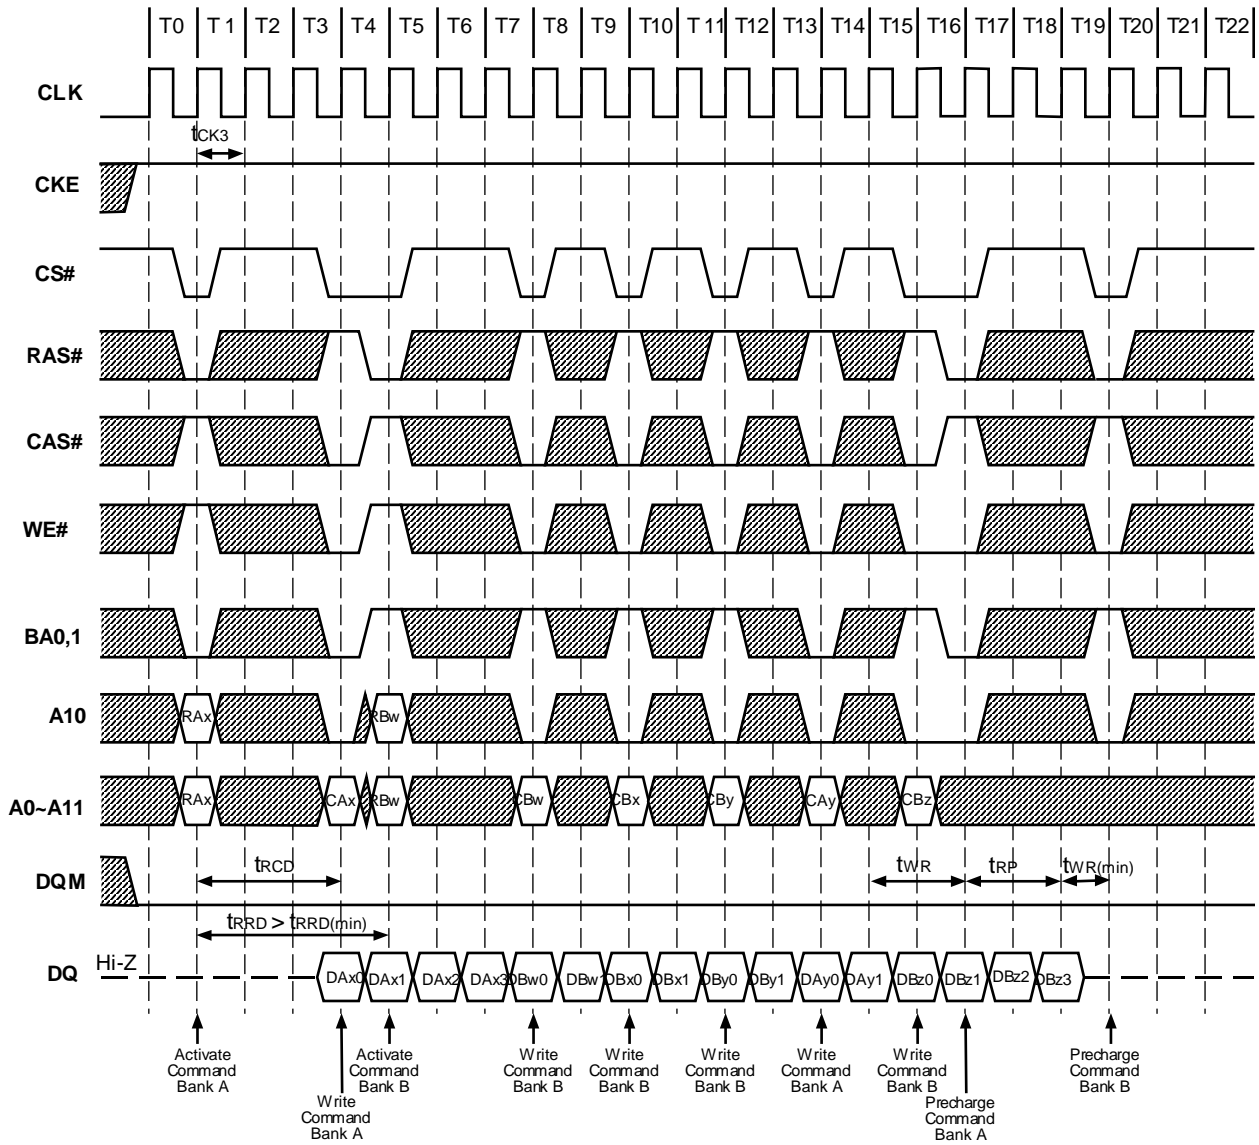 T0 T1 T2 T3 T4 T5 T6 T7 T8 T9 T10 T11 T12 T13 T14 T15 T16 T17 T18 T19 T20 T21 T22
CLK
tCK3
CKE
CS#
RAS#
CAS#
WE#
BA0,1
A10
RAx RBw
A0~A11
RAx CAx RBw CBw CBx CBy CAy CBz
DQM
tRCD tWR tRP tWR(min)
tRRD > tRRD(min)
DQ
Hi-Z
DAx0 DAx1 DAx2 DAx3 DBw0 DBw1 DBx0 DBx1 DBy0 DBy1 DAy0 DAy1 DBz0 DBz1 DBz2 DBz3
Activate
Command
Bank A
Write
Command
Bank A
Activate
Command
Bank B
Write
Command
Bank B
Write
Command
Bank B
Write
Command
Bank B
Write
Command
Bank A
Write
Command
Bank B
Precharge
Command
Bank A
Precharge
Command
Bank B